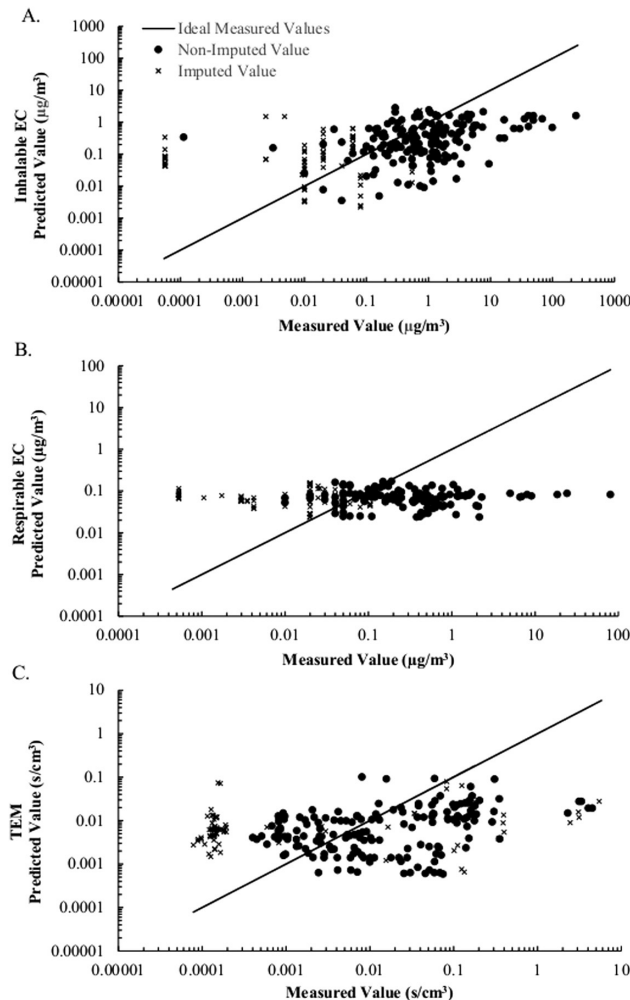 A.
Ideal Measured Values
Non-Imputed Value
Imputed Value
Inhalable EC
Predicted Value (µg/m³)
1000
100
10
1
0.1
0.01
0.001
0.0001
0.00001
0.00001 0.0001 0.001 0.01 0.1 1 10 100 1000
Measured Value (µg/m³)
B.
Respirable EC
Predicted Value (µg/m³)
100
10
1
0.1
0.01
0.001
0.0001
0.0001 0.001 0.01 0.1 1 10 100
Measured Value (µg/m³)
C.
TEM
Predicted Value (s/cm³)
10
1
0.1
0.01
0.001
0.0001
0.00001
0.00001 0.0001 0.001 0.01 0.1 1 10
Measured Value (s/cm³)